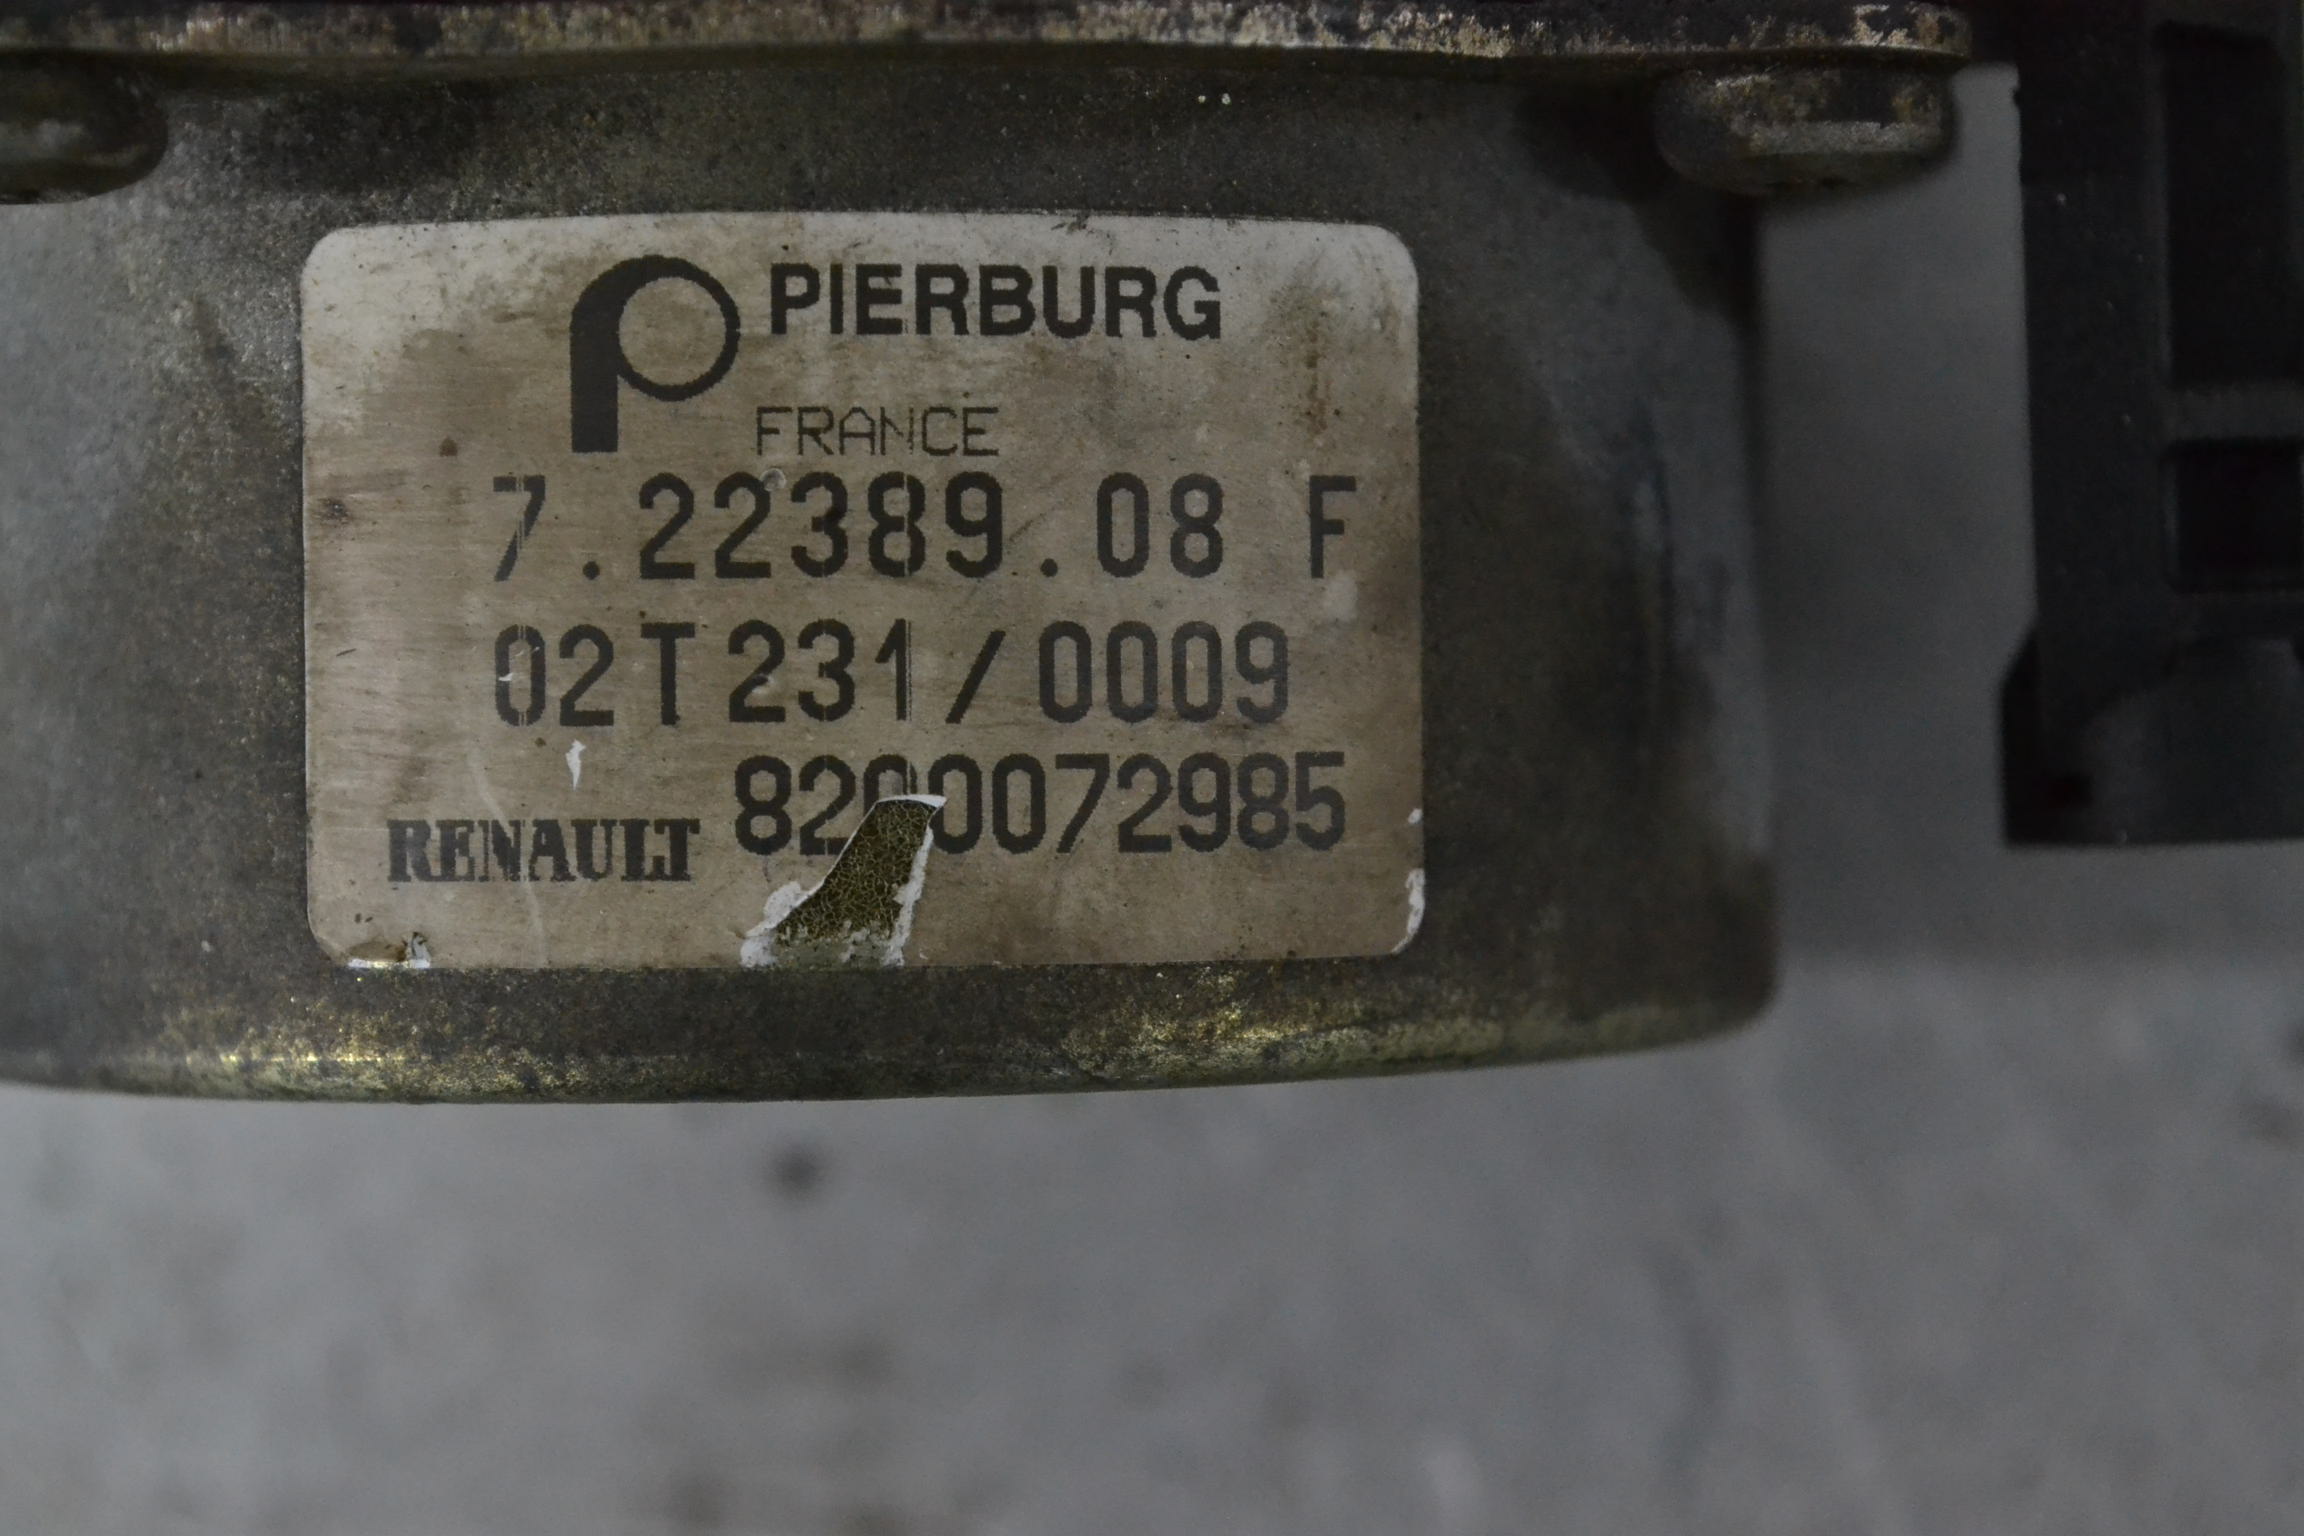 PIERBURG
FRANCE
7.22389.08 F
02T231/0009
RENAULT 8200072985